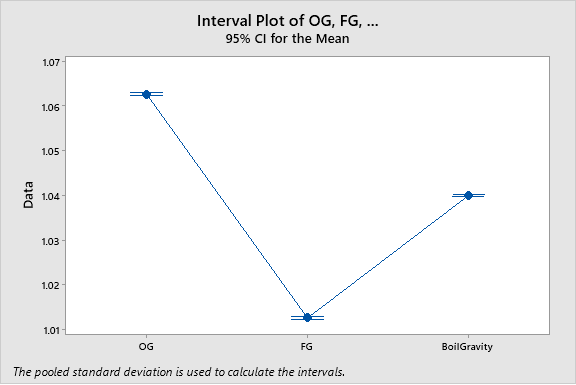 Interval Plot of OG, FG, ...
95% CI for the Mean
1.07
1.06
1.05
1.04
1.03
1.02
1.01
Data
OG FG BoilGravity
The pooled standard deviation is used to calculate the intervals.